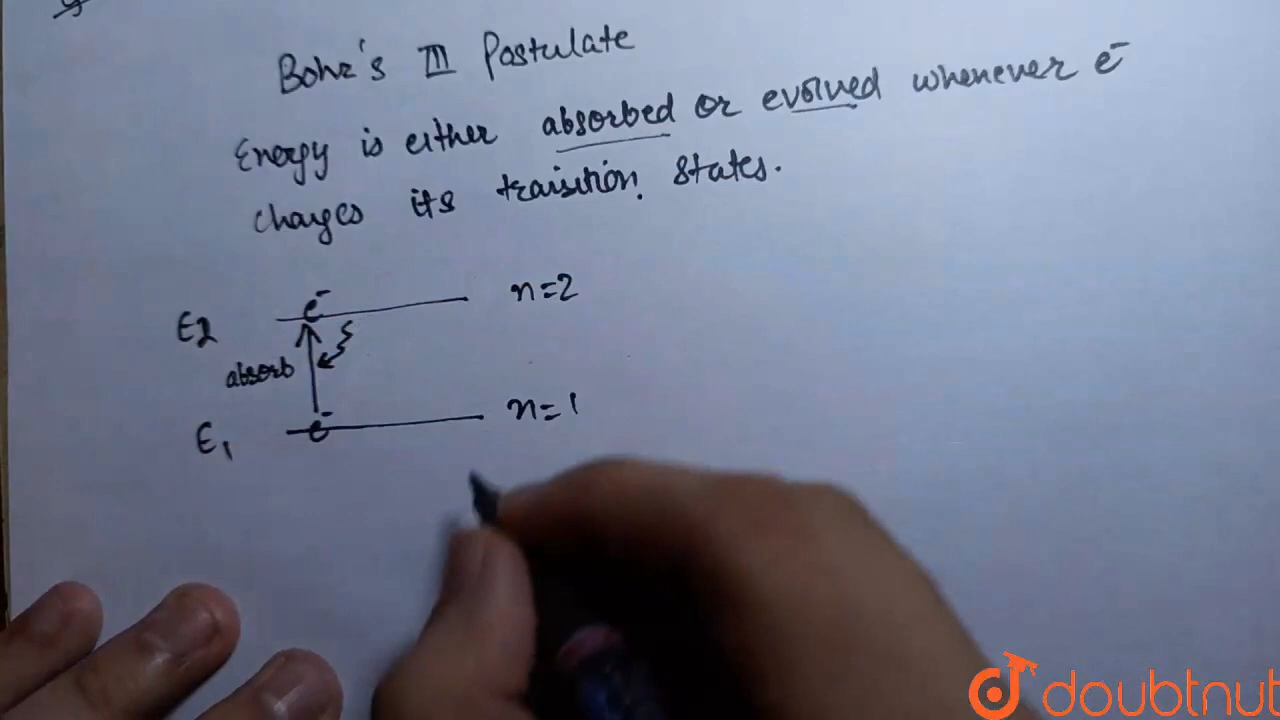 Bohr's III Postulate
Energy is either absorbed or evolved whenever e⁻
changes its traisition states.
E2 e⁻ n=2
absorb
E1 e⁻ n=1
doubtnut